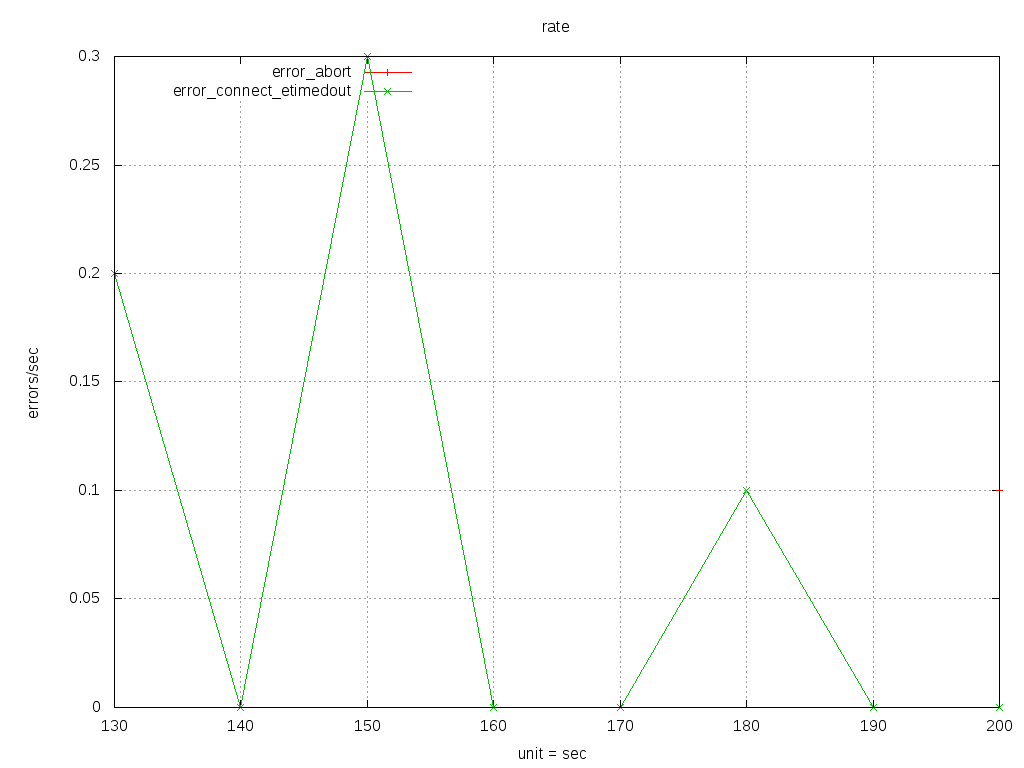 rate
0.3
error_abort
error_connect_etimedout
0.25
0.2
0.15
errors/sec
0.1
0.05
0
130 140 150 160 170 180 190 200
unit = sec